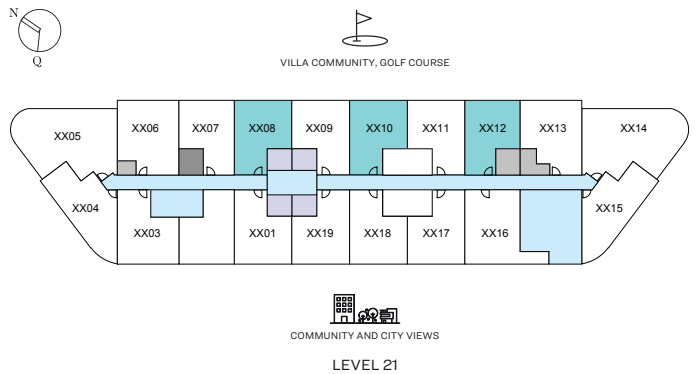 N
Q
VILLA COMMUNITY, GOLF COURSE
XX05
XX06
XX07
XX08
XX09
XX10
XX11
XX12
XX13
XX14
XX04
XX03
XX01
XX19
XX18
XX17
XX16
XX15
COMMUNITY AND CITY VIEWS
LEVEL 21